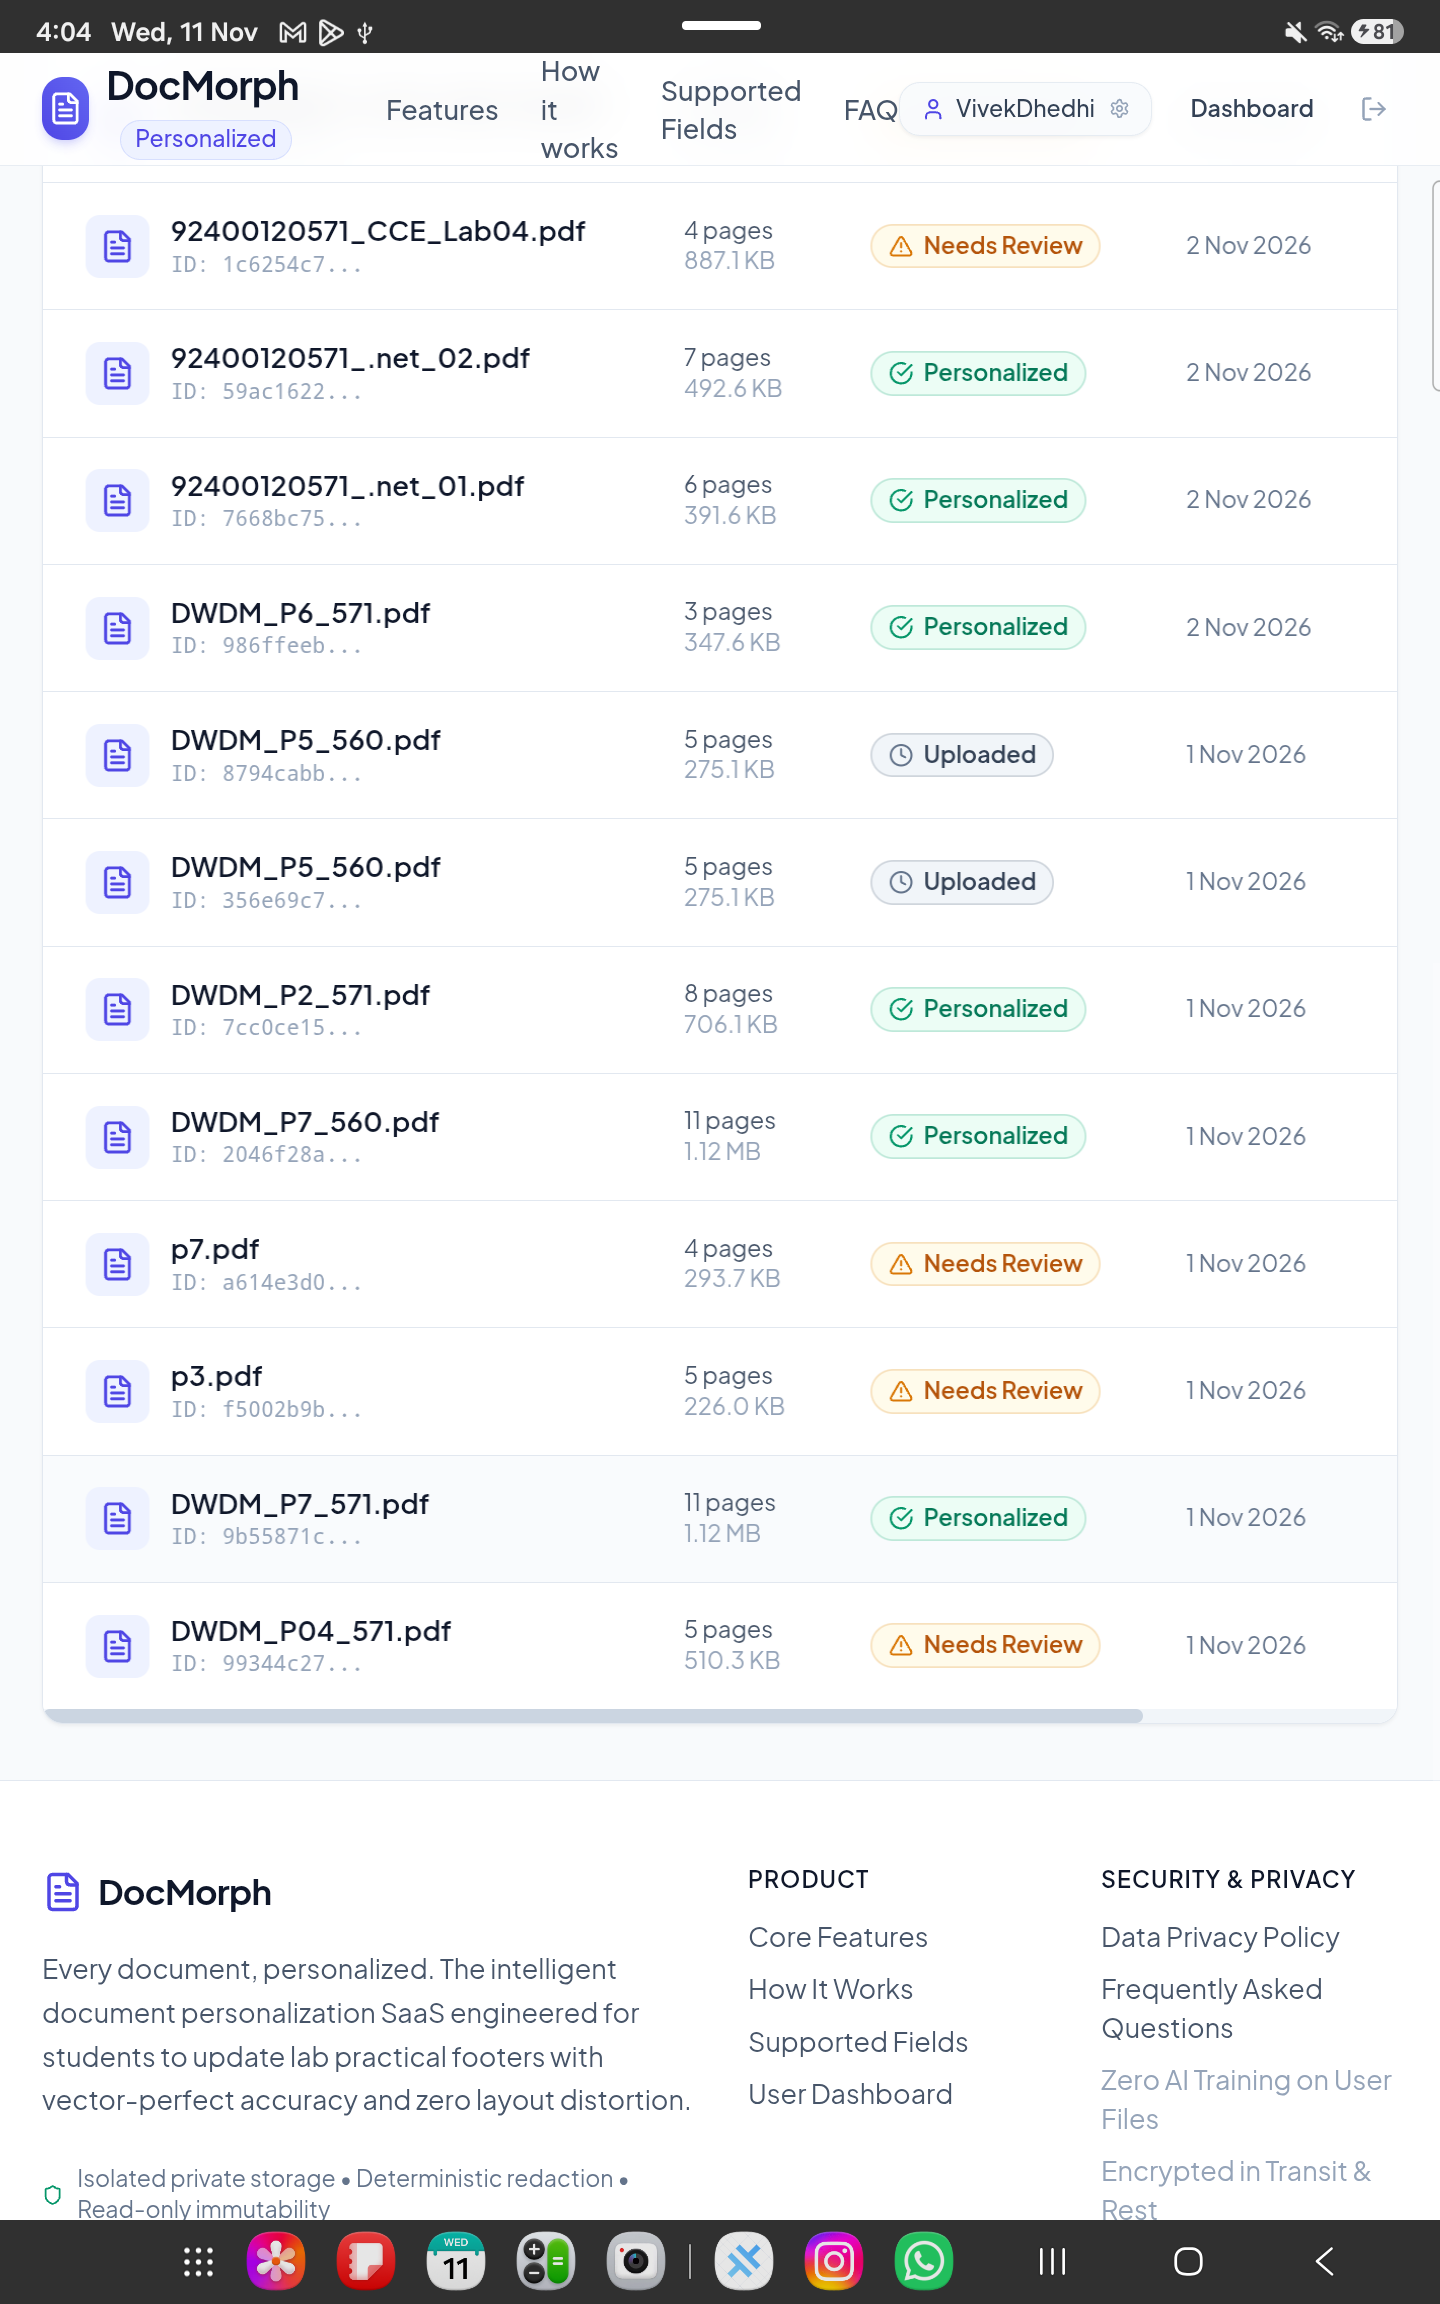 4:04 Wed, 11 Nov 81
DocMorph
Personalized
Features
How
it
works
Supported
Fields
FAQ
VivekDhedhi
Dashboard
92400120571_CCE_Lab04.pdf
ID: 1c6254c7...
4 pages
887.1 KB
Needs Review
2 Nov 2026
92400120571_.net_02.pdf
ID: 59ac1622...
7 pages
492.6 KB
Personalized
2 Nov 2026
92400120571_.net_01.pdf
ID: 7668bc75...
6 pages
391.6 KB
Personalized
2 Nov 2026
DWDM_P6_571.pdf
ID: 986ffeeb...
3 pages
347.6 KB
Personalized
2 Nov 2026
DWDM_P5_560.pdf
ID: 8794cabb...
5 pages
275.1 KB
Uploaded
1 Nov 2026
DWDM_P5_560.pdf
ID: 356e69c7...
5 pages
275.1 KB
Uploaded
1 Nov 2026
DWDM_P2_571.pdf
ID: 7cc0ce15...
8 pages
706.1 KB
Personalized
1 Nov 2026
DWDM_P7_560.pdf
ID: 2046f28a...
11 pages
1.12 MB
Personalized
1 Nov 2026
p7.pdf
ID: a614e3d0...
4 pages
293.7 KB
Needs Review
1 Nov 2026
p3.pdf
ID: f5002b9b...
5 pages
226.0 KB
Needs Review
1 Nov 2026
DWDM_P7_571.pdf
ID: 9b55871c...
11 pages
1.12 MB
Personalized
1 Nov 2026
DWDM_P04_571.pdf
ID: 99344c27...
5 pages
510.3 KB
Needs Review
1 Nov 2026
DocMorph
Every document, personalized. The intelligent
document personalization SaaS engineered for
students to update lab practical footers with
vector-perfect accuracy and zero layout distortion.
Isolated private storage • Deterministic redaction •
Read-only immutability
PRODUCT
Core Features
How It Works
Supported Fields
User Dashboard
SECURITY & PRIVACY
Data Privacy Policy
Frequently Asked
Questions
Zero AI Training on User
Files
Encrypted in Transit &
Rest
WED
11